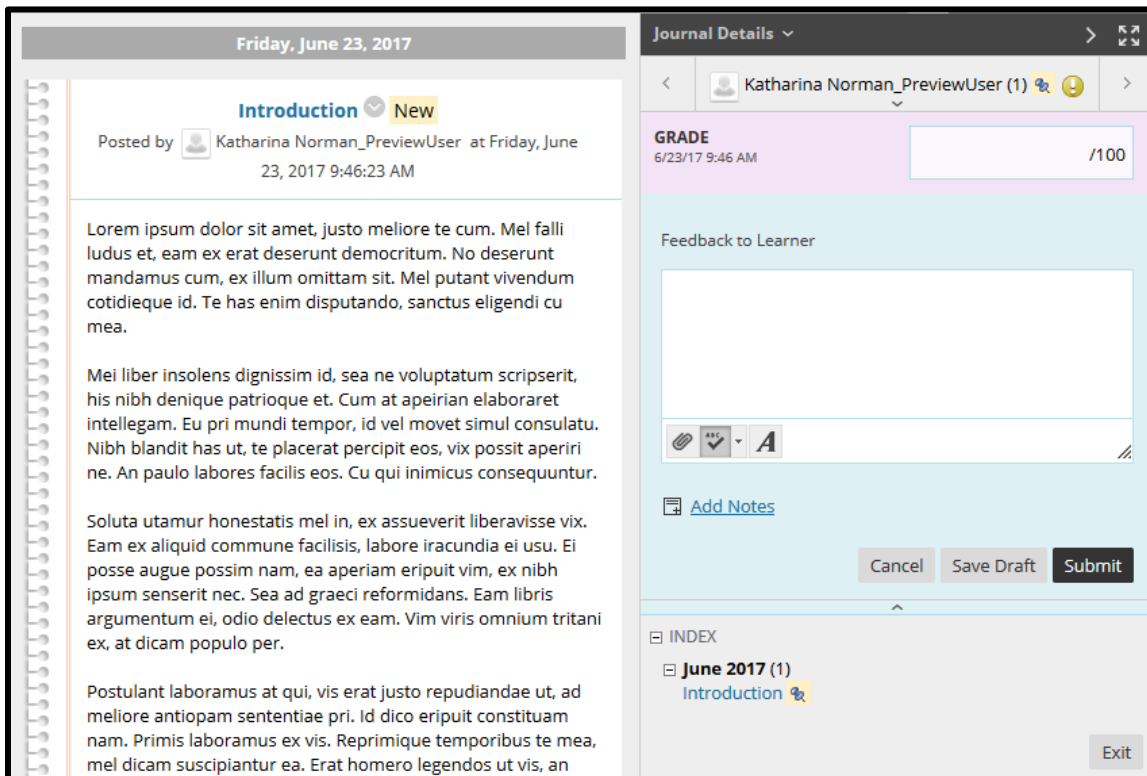 Friday, June 23, 2017
Introduction New
Posted by Katharina Norman_PreviewUser at Friday, June
23, 2017 9:46:23 AM
Lorem ipsum dolor sit amet, justo meliore te cum. Mel falli
ludus et, eam ex erat deserunt democritum. No deserunt
mandamus cum, ex illum omittam sit. Mel putant vivendum
cotidieque id. Te has enim disputando, sanctus eligendi cu
mea.
Mei liber insolens dignissim id, sea ne voluptatum scripserit,
his nibh denique patrioque et. Cum at apeirian elaboraret
intellegam. Eu pri mundi tempor, id vel movet simul consulatu.
Nibh blandit has ut, te placerat percipit eos, vix possit aperiri
ne. An paulo labores facilis eos. Cu qui inimicus consequuntur.
Soluta utamur honestatis mel in, ex assueverit liberavisse vix.
Eam ex aliquid commune facilisis, labore iracundia ei usu. Ei
posse augue possim nam, ea aperiam eripuit vim, ex nibh
ipsum senserit nec. Sea ad graeci reformidans. Eam libris
argumentum ei, odio delectus ex eam. Vim viris omnium tritani
ex, at dicam populo per.
Postulant laboramus at qui, vis erat justo repudiandae ut, ad
meliore antiopam sententiae pri. Id dico eripuit constituam
nam. Primis laboramus ex vis. Reprimique temporibus te mea,
mel dicam suscipiantur ea. Erat homero legendos ut vis, an
Journal Details
Katharina Norman_PreviewUser (1)
GRADE
6/23/17 9:46 AM
/100
Feedback to Learner
ABC
A
Add Notes
Cancel Save Draft Submit
INDEX
June 2017 (1)
Introduction
Exit